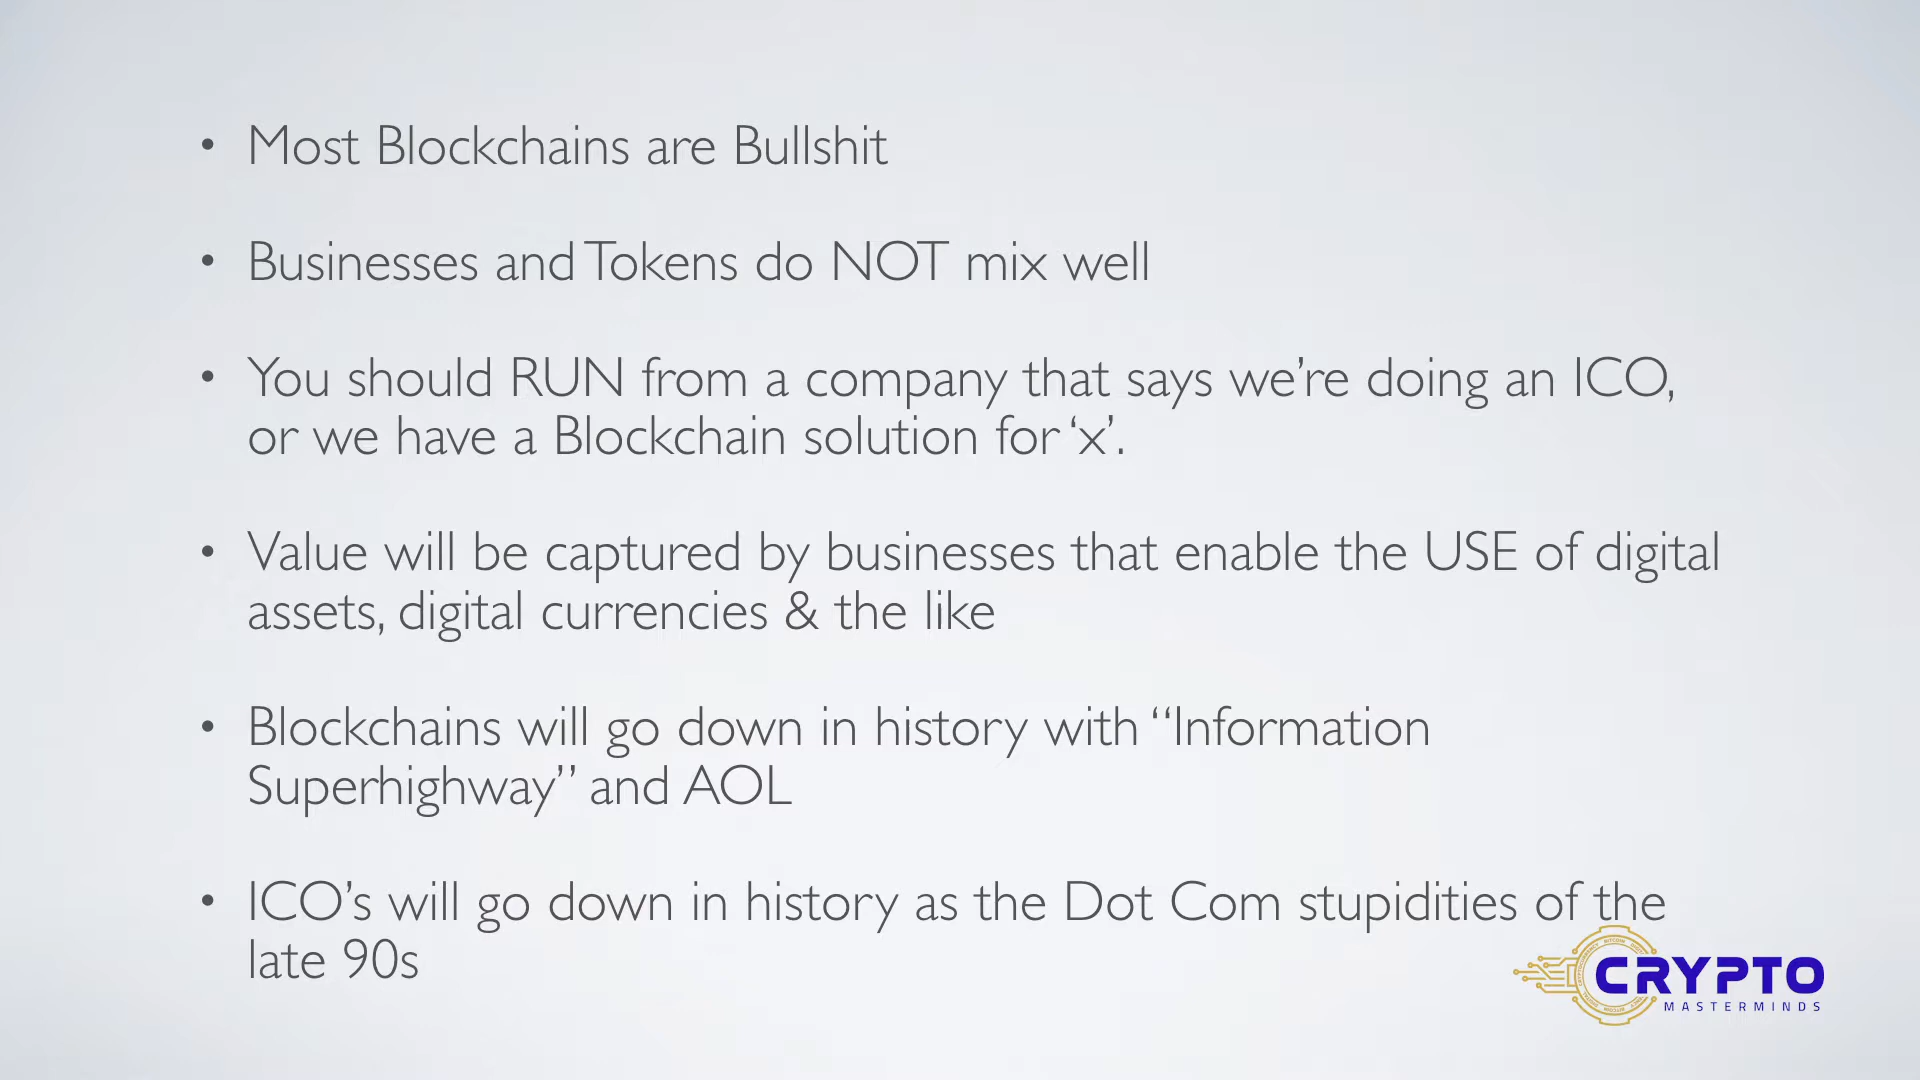 • Most Blockchains are Bullshit
• Businesses and Tokens do NOT mix well
• You should RUN from a company that says we’re doing an ICO,
or we have a Blockchain solution for ‘x’.
• Value will be captured by businesses that enable the USE of digital
assets, digital currencies & the like
• Blockchains will go down in history with “Information
Superhighway” and AOL
• ICO’s will go down in history as the Dot Com stupidities of the
late 90s
CRYPTO
MASTERMINDS